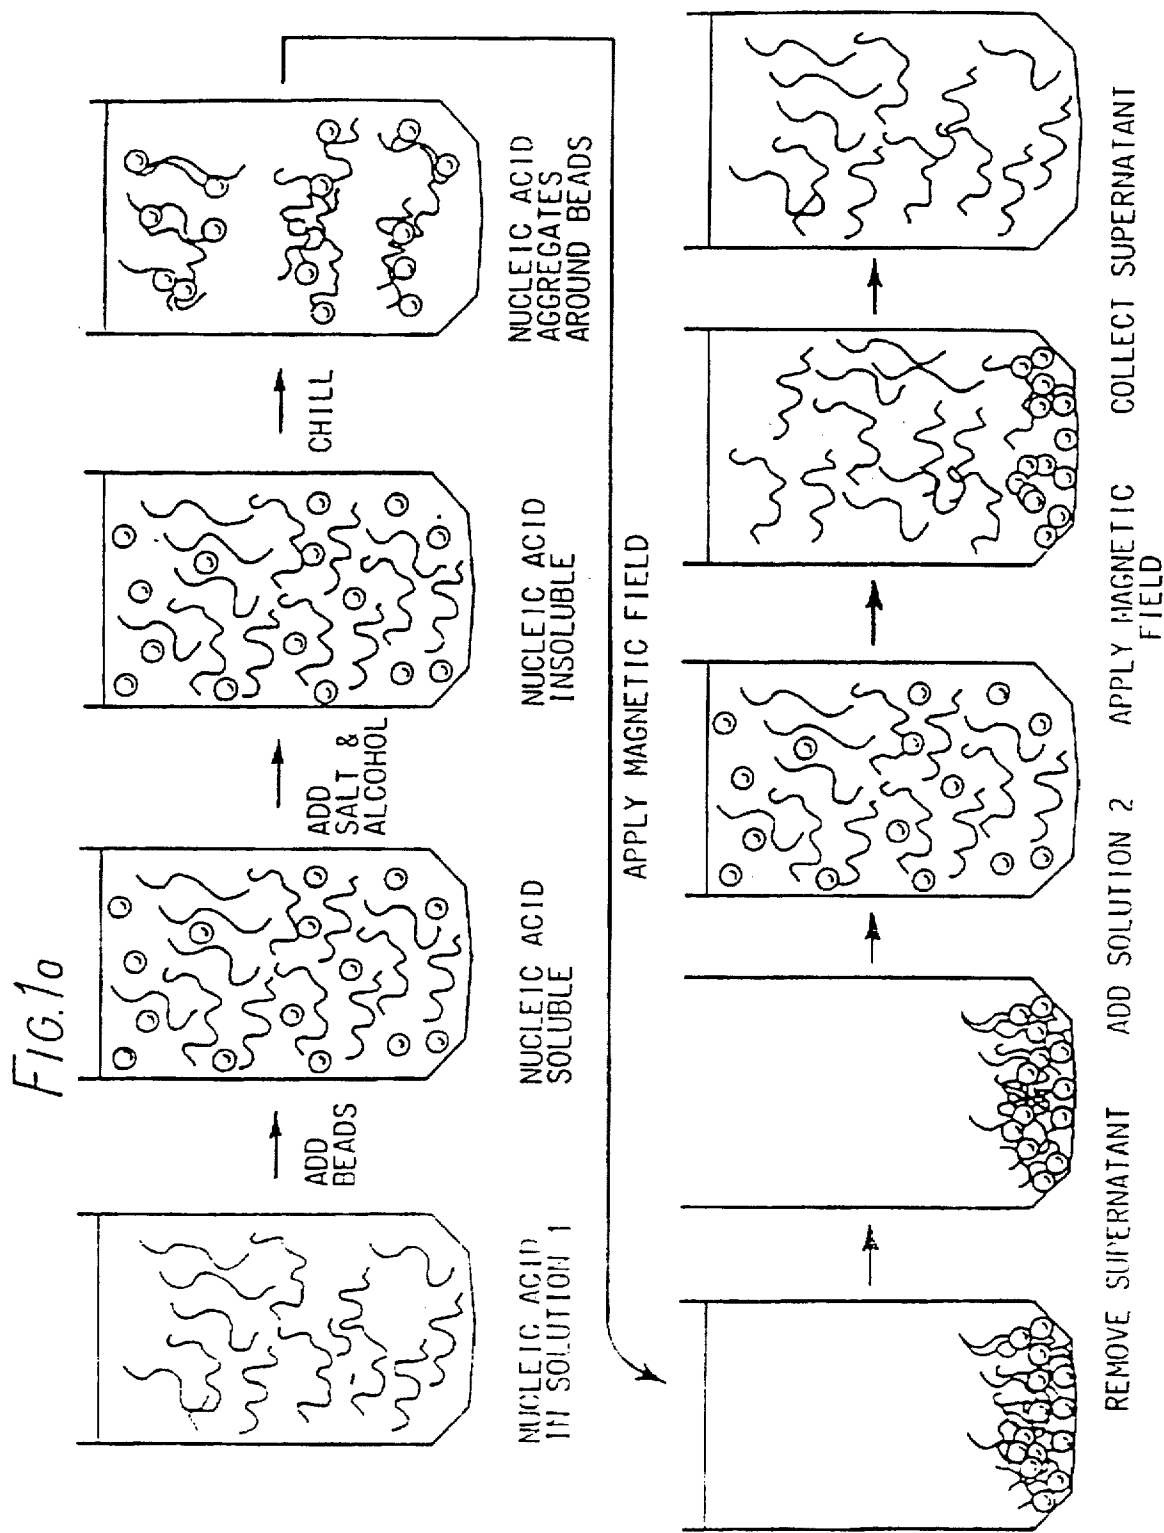 FIG.1a
NUCLEIC ACID
IN SOLUTION 1
ADD
BEADS
NUCLEIC ACID
SOLUBLE
ADD
SALT &
ALCOHOL
NUCLEIC ACID
INSOLUBLE
CHILL
NUCLEIC ACID
AGGREGATES
AROUND BEADS
APPLY MAGNETIC FIELD
REMOVE SUPERNATANT
ADD SOLUTION 2
APPLY MAGNETIC
FIELD
COLLECT SUPERNATANT